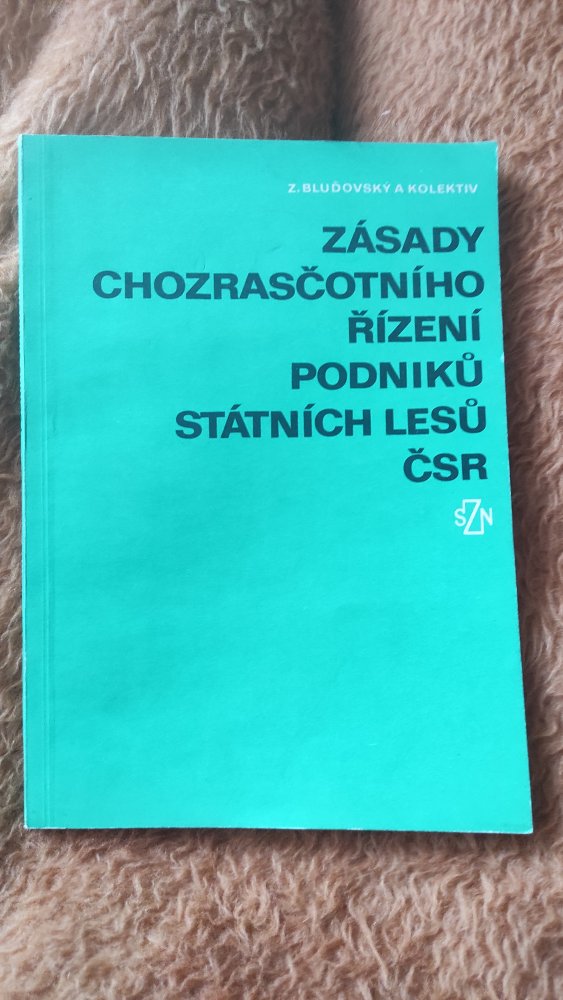 Z. BLUĎOVSKÝ A KOLEKTIV
ZÁSADY
CHOZRASČOTNÍHO
ŘÍZENÍ
PODNIKŮ
STÁTNÍCH LESŮ
ČSR
SZN